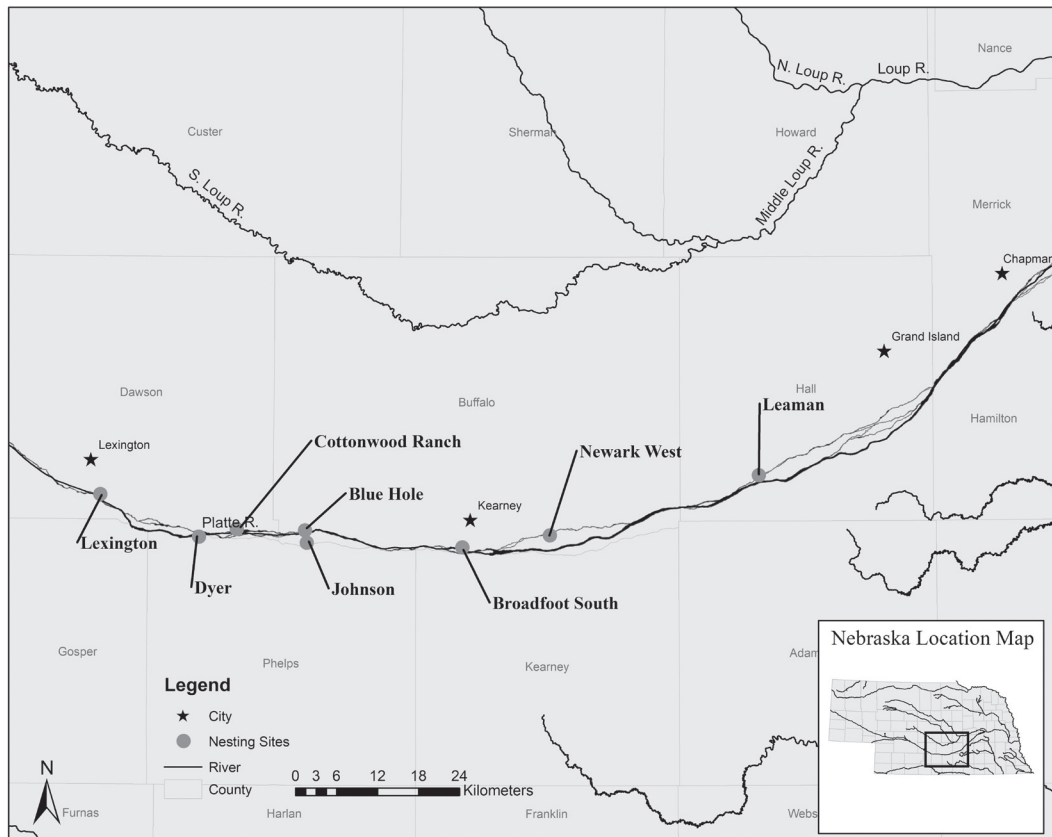 Nance
N. Loup R.
Loup R.
Custer
Sherman
Howard
S. Loup R.
Middle Loup R.
Merrick
Chapman
Grand Island
Dawson
Buffalo
Hall
Leaman
Hamilton
Lexington
Cottonwood Ranch
Newark West
Blue Hole
Kearney
Platte R.
Lexington
Dyer
Johnson
Broadfoot South
Gosper
Phelps
Kearney
Adam
Nebraska Location Map
Legend
City
Nesting Sites
River
County
N
0 3 6 12 18 24
Kilometers
Furnas
Harlan
Franklin
Webs